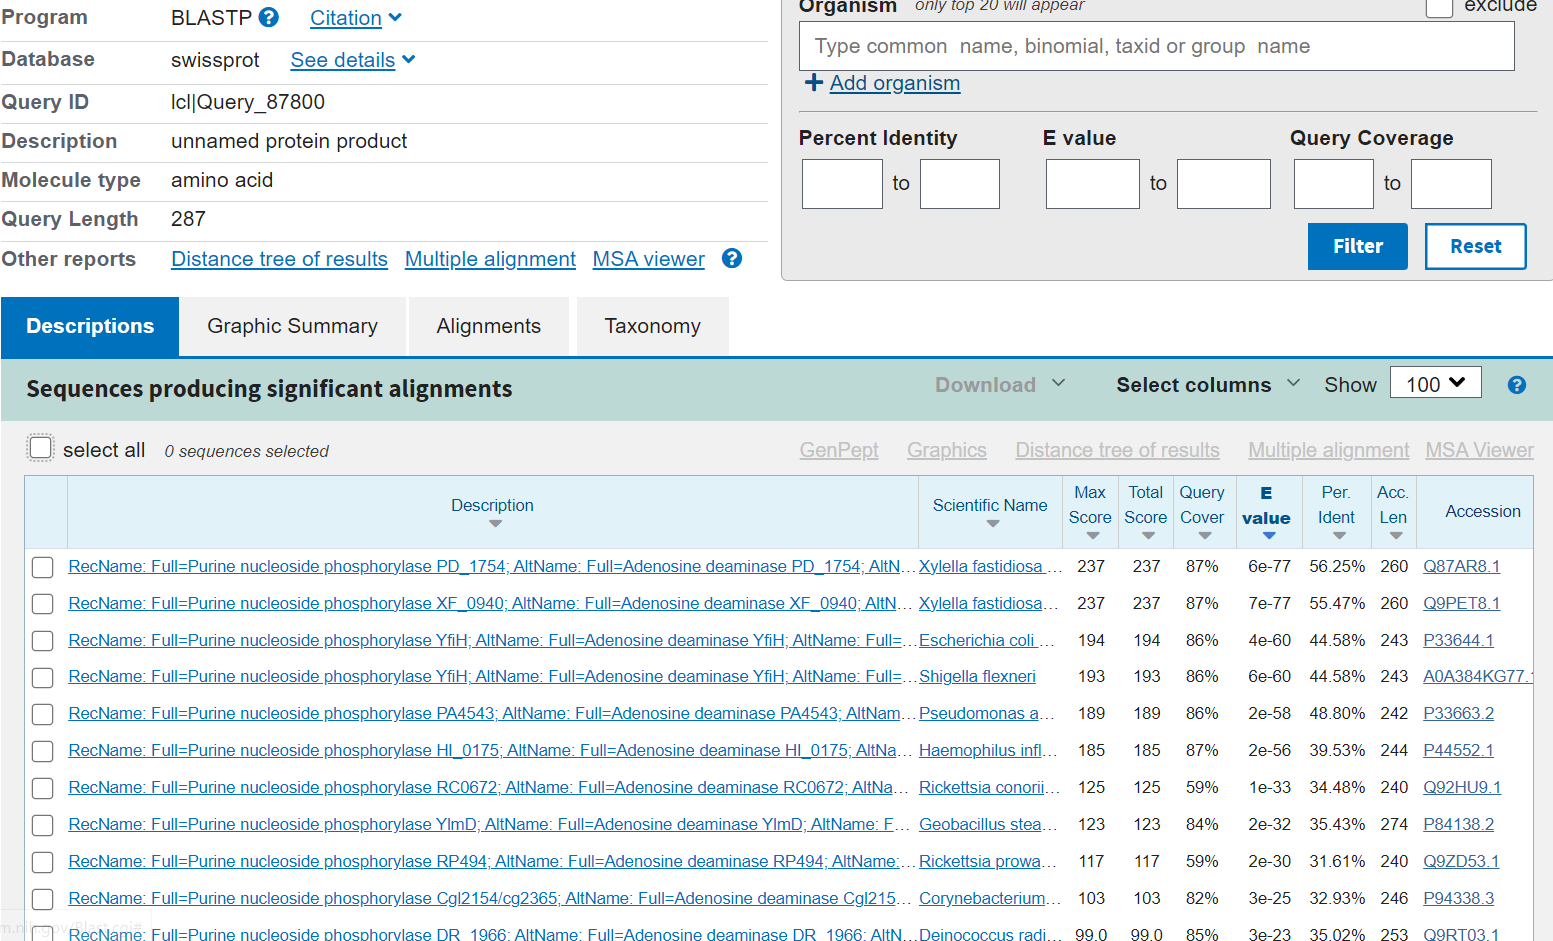 Program BLASTP ? Citation
Database swissprot See details
Query ID lcl|Query_87800
Description unnamed protein product
Molecule type amino acid
Query Length 287
Other reports Distance tree of results Multiple alignment MSA viewer ?
Organism only top 20 will appear exclude
Type common name, binomial, taxid or group name
+ Add organism
Percent Identity E value Query Coverage
to to to
Filter Reset
Descriptions Graphic Summary Alignments Taxonomy
Sequences producing significant alignments Download Select columns Show 100 ?
select all 0 sequences selected GenPept Graphics Distance tree of results Multiple alignment MSA Viewer
Description Scientific Name Max Score Total Score Query Cover E value Per. Ident Acc. Len Accession
RecName: Full=Purine nucleoside phosphorylase PD_1754; AltName: Full=Adenosine deaminase PD_1754; AltN... Xylella fastidiosa ... 237 237 87% 6e-77 56.25% 260 Q87AR8.1
RecName: Full=Purine nucleoside phosphorylase XF_0940; AltName: Full=Adenosine deaminase XF_0940; AltN... Xylella fastidiosa... 237 237 87% 7e-77 55.47% 260 Q9PET8.1
RecName: Full=Purine nucleoside phosphorylase YfiH; AltName: Full=Adenosine deaminase YfiH; AltName: Full=... Escherichia coli ... 194 194 86% 4e-60 44.58% 243 P33644.1
RecName: Full=Purine nucleoside phosphorylase YfiH; AltName: Full=Adenosine deaminase YfiH; AltName: Full=... Shigella flexneri 193 193 86% 6e-60 44.58% 243 A0A384KG77.1
RecName: Full=Purine nucleoside phosphorylase PA4543; AltName: Full=Adenosine deaminase PA4543; AltNam... Pseudomonas a... 189 189 86% 2e-58 48.80% 242 P33663.2
RecName: Full=Purine nucleoside phosphorylase HI_0175; AltName: Full=Adenosine deaminase HI_0175; AltNa... Haemophilus infl... 185 185 87% 2e-56 39.53% 244 P44552.1
RecName: Full=Purine nucleoside phosphorylase RC0672; AltName: Full=Adenosine deaminase RC0672; AltNa... Rickettsia conorii... 125 125 59% 1e-33 34.48% 240 Q92HU9.1
RecName: Full=Purine nucleoside phosphorylase YlmD; AltName: Full=Adenosine deaminase YlmD; AltName: F... Geobacillus stea... 123 123 84% 2e-32 35.43% 274 P84138.2
RecName: Full=Purine nucleoside phosphorylase RP494; AltName: Full=Adenosine deaminase RP494; AltName:... Rickettsia prowa... 117 117 59% 2e-30 31.61% 240 Q9ZD53.1
RecName: Full=Purine nucleoside phosphorylase Cgl2154/cg2365; AltName: Full=Adenosine deaminase Cgl215... Corynebacterium... 103 103 82% 3e-25 32.93% 246 P94338.3
RecName: Full=Purine nucleoside phosphorylase DR_1966; AltName: Full=Adenosine deaminase DR_1966; AltN... Deinococcus radi... 99.0 99.0 85% 3e-23 35.02% 253 Q9RT03.1